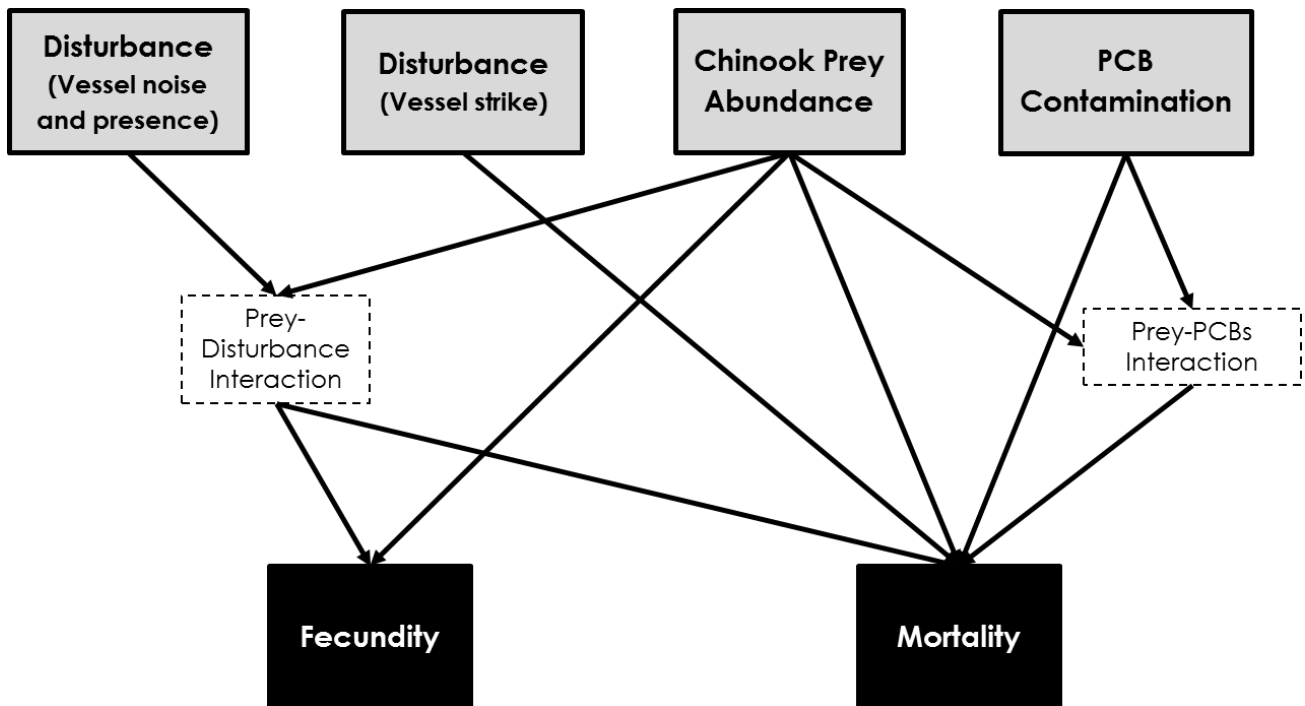 Disturbance
(Vessel noise
and presence)
Disturbance
(Vessel strike)
Chinook Prey
Abundance
PCB
Contamination
Prey-
Disturbance
Interaction
Prey-PCBs
Interaction
Fecundity
Mortality